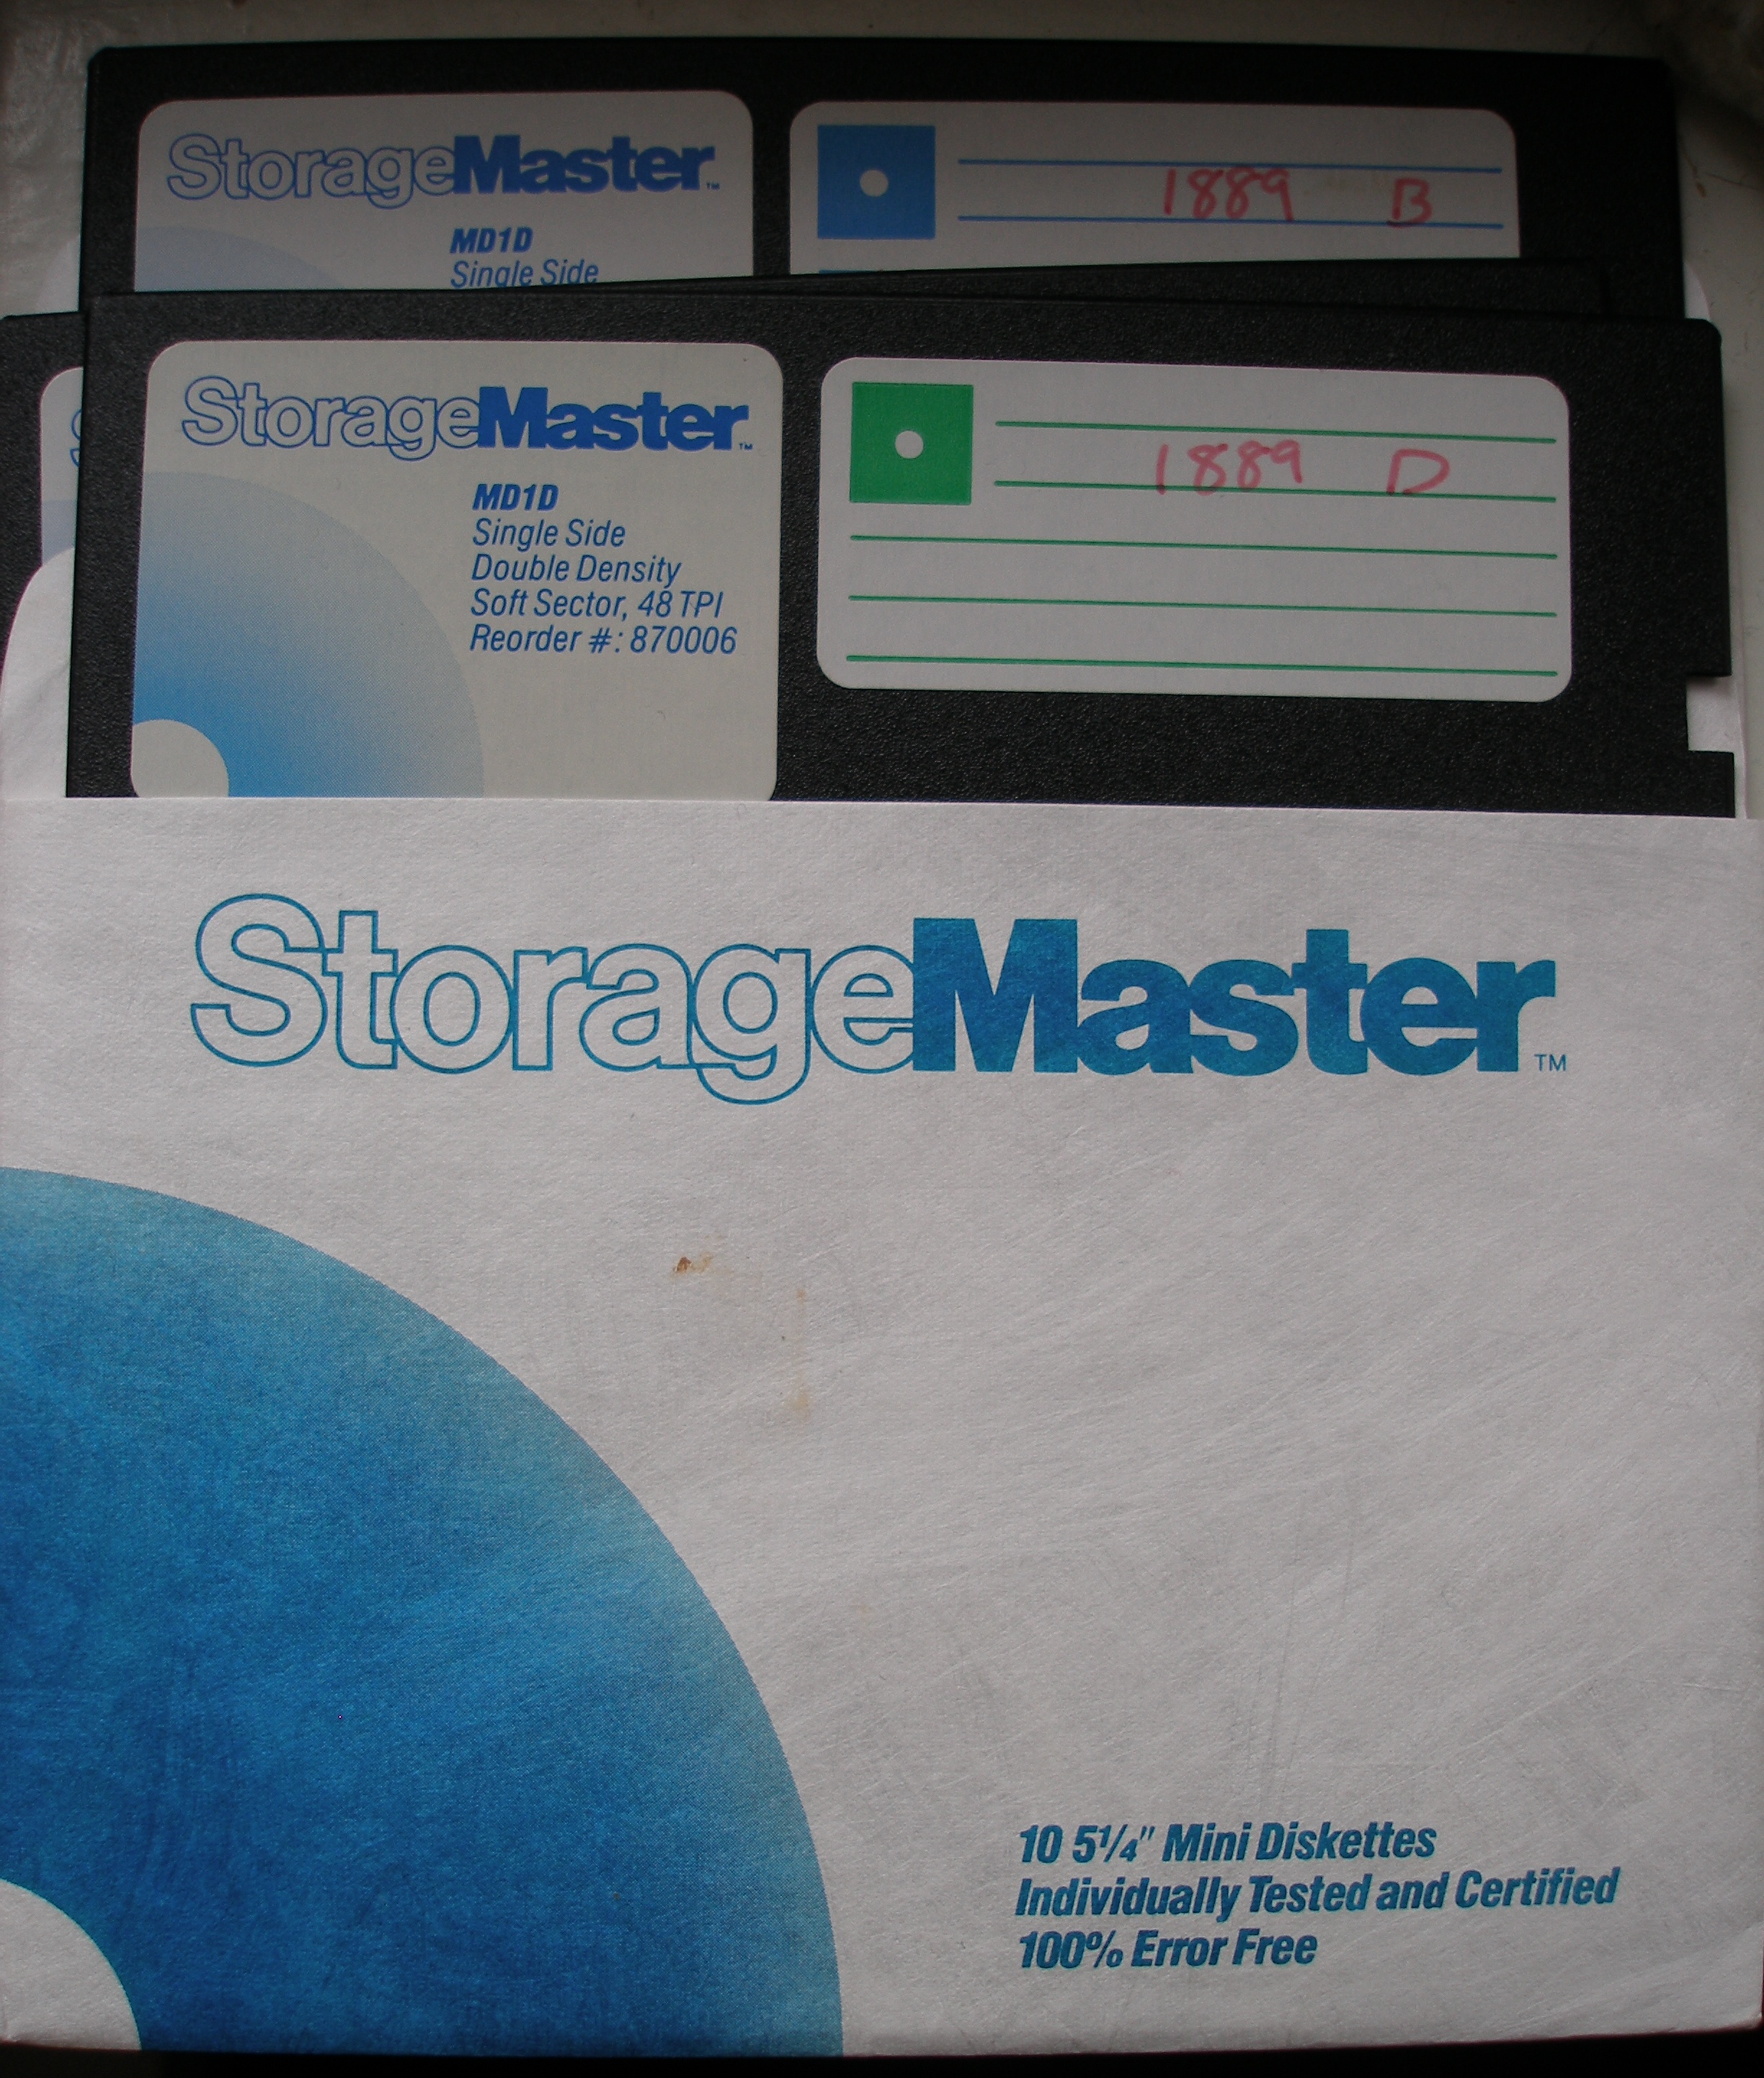 StorageMaster™
MD1D
Single Side
1889 B
StorageMaster™
MD1D
Single Side
Double Density
Soft Sector, 48 TPI
Reorder #: 870006
1889 D
StorageMaster™
10 5¼" Mini Diskettes
Individually Tested and Certified
100% Error Free